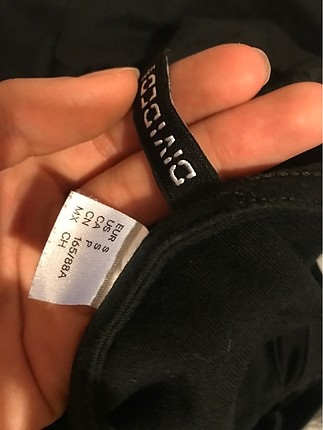 DIVIDED
EUR S
US S
CA P
CN 165/88A
MX CH